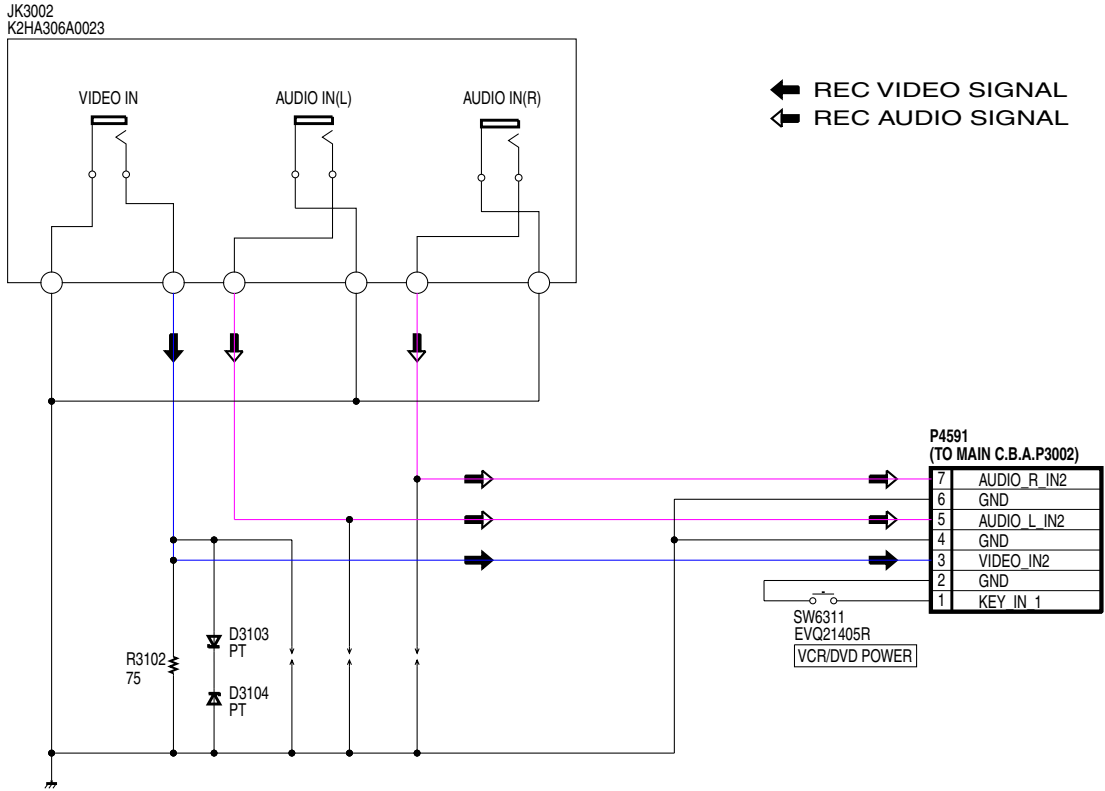 JK3002
K2HA306A0023
VIDEO IN
AUDIO IN(L)
AUDIO IN(R)
REC VIDEO SIGNAL
REC AUDIO SIGNAL
P4591
(TO MAIN C.B.A.P3002)
7 AUDIO_R_IN2
6 GND
5 AUDIO_L_IN2
4 GND
3 VIDEO_IN2
2 GND
1 KEY_IN_1
SW6311
EVQ21405R
VCR/DVD POWER
R3102
75
D3103
PT
D3104
PT